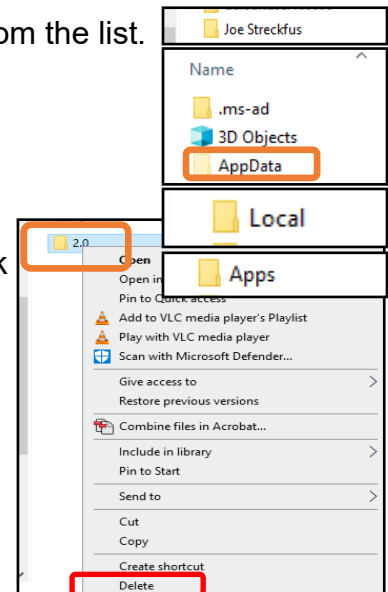 om the list.
Joe Streckfus
Name
.ms-ad
3D Objects
AppData
Local
Apps
2.0
k
Open
Open in
Pin to Quick access
Add to VLC media player's Playlist
Play with VLC media player
Scan with Microsoft Defender...
Give access to
Restore previous versions
Combine files in Acrobat...
Include in library
Pin to Start
Send to
Cut
Copy
Create shortcut
Delete